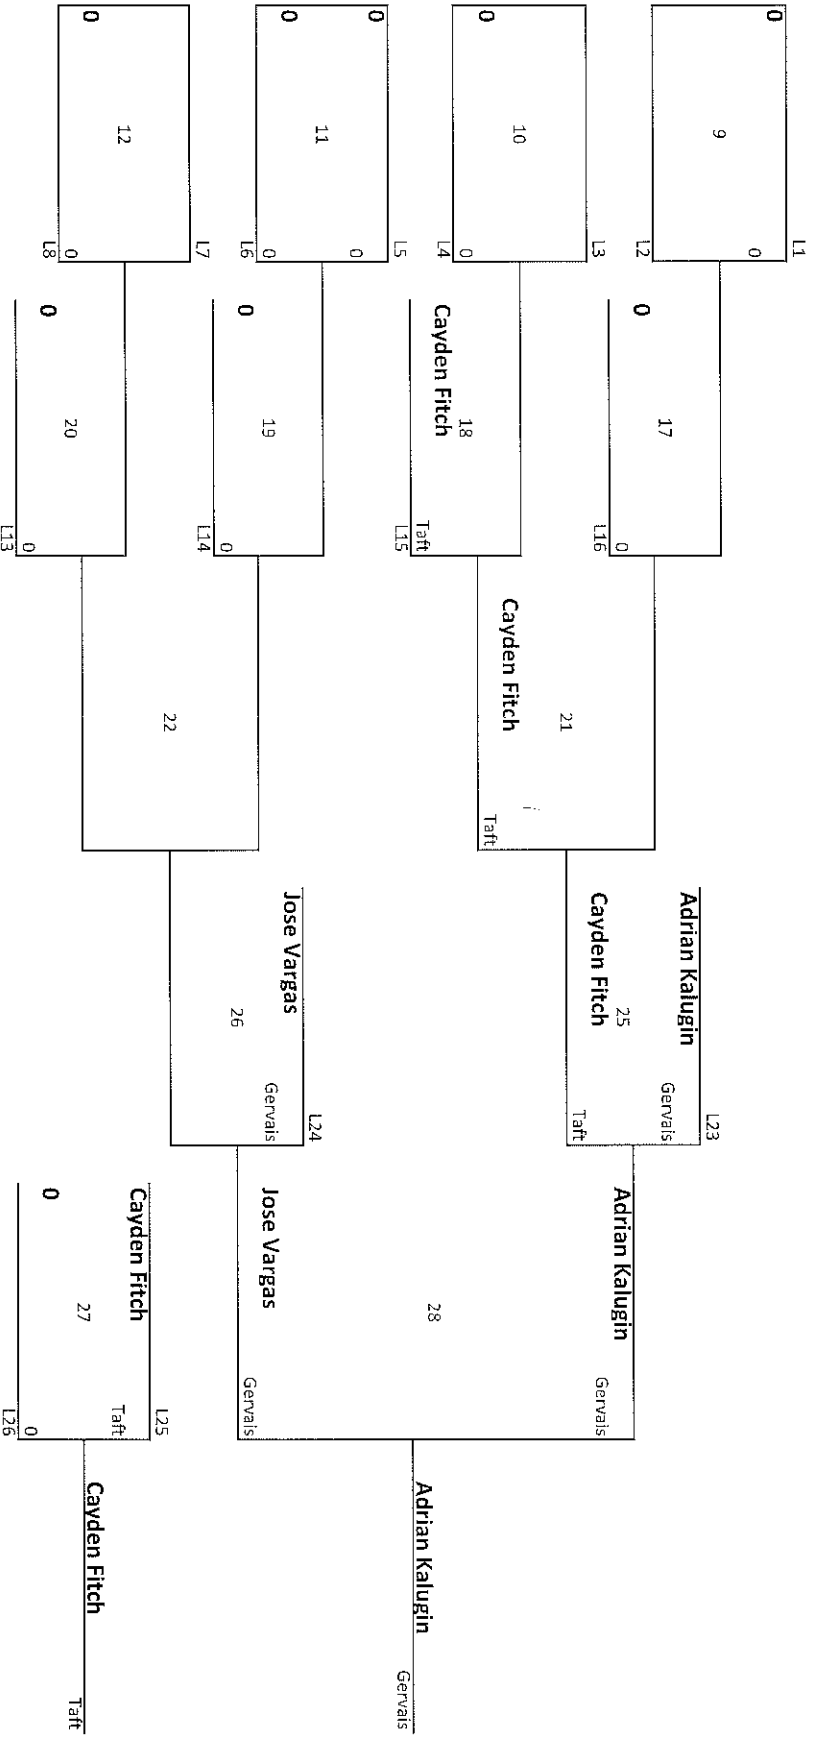 L1
0
0
9
L2
L3
10
0
0
L4
L5
0
0
11
0
0
L6
L7
12
0
0
L8
17
0
0
L16
18
Cayden Fitch
Taft
L15
19
0
0
L14
20
0
0
L13
21
Cayden Fitch
Taft
22
L23
Adrian Kalugin
Gervais
25
Cayden Fitch
Taft
L24
Jose Vargas
Gervais
26
Adrian Kalugin
Gervais
28
Jose Vargas
Gervais
L25
Cayden Fitch
Taft
27
0
0
L26
Adrian Kalugin
Gervais
Cayden Fitch
Taft